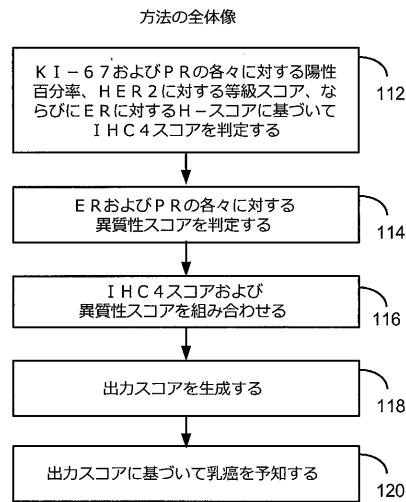 方法の全体像
ＫＩ－６７およびＰＲの各々に対する陽性
百分率、ＨＥＲ２に対する等級スコア、な
らびにＥＲに対するＨ－スコアに基づいて
ＩＨＣ４スコアを判定する
112
ＥＲおよびＰＲの各々に対する
異質性スコアを判定する
114
ＩＨＣ４スコアおよび
異質性スコアを組み合わせる
116
出力スコアを生成する
118
出力スコアに基づいて乳癌を予知する
120